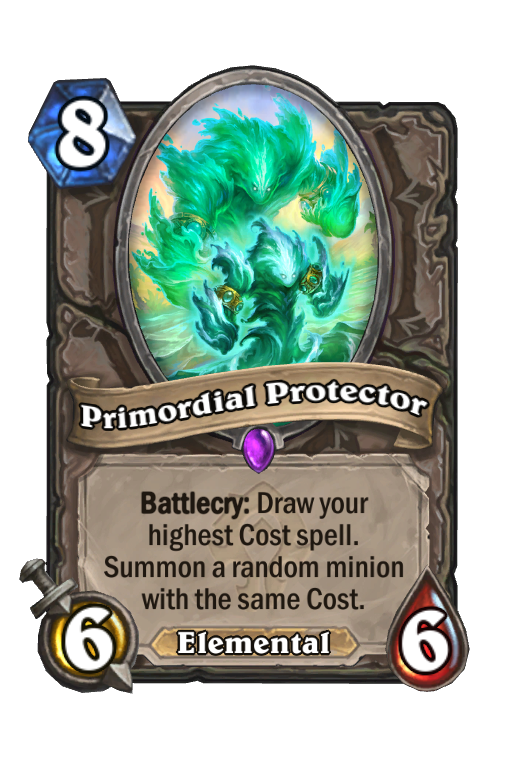 8
Primordial Protector
Battlecry: Draw your
highest Cost spell.
Summon a random minion
with the same Cost.
6
Elemental
6